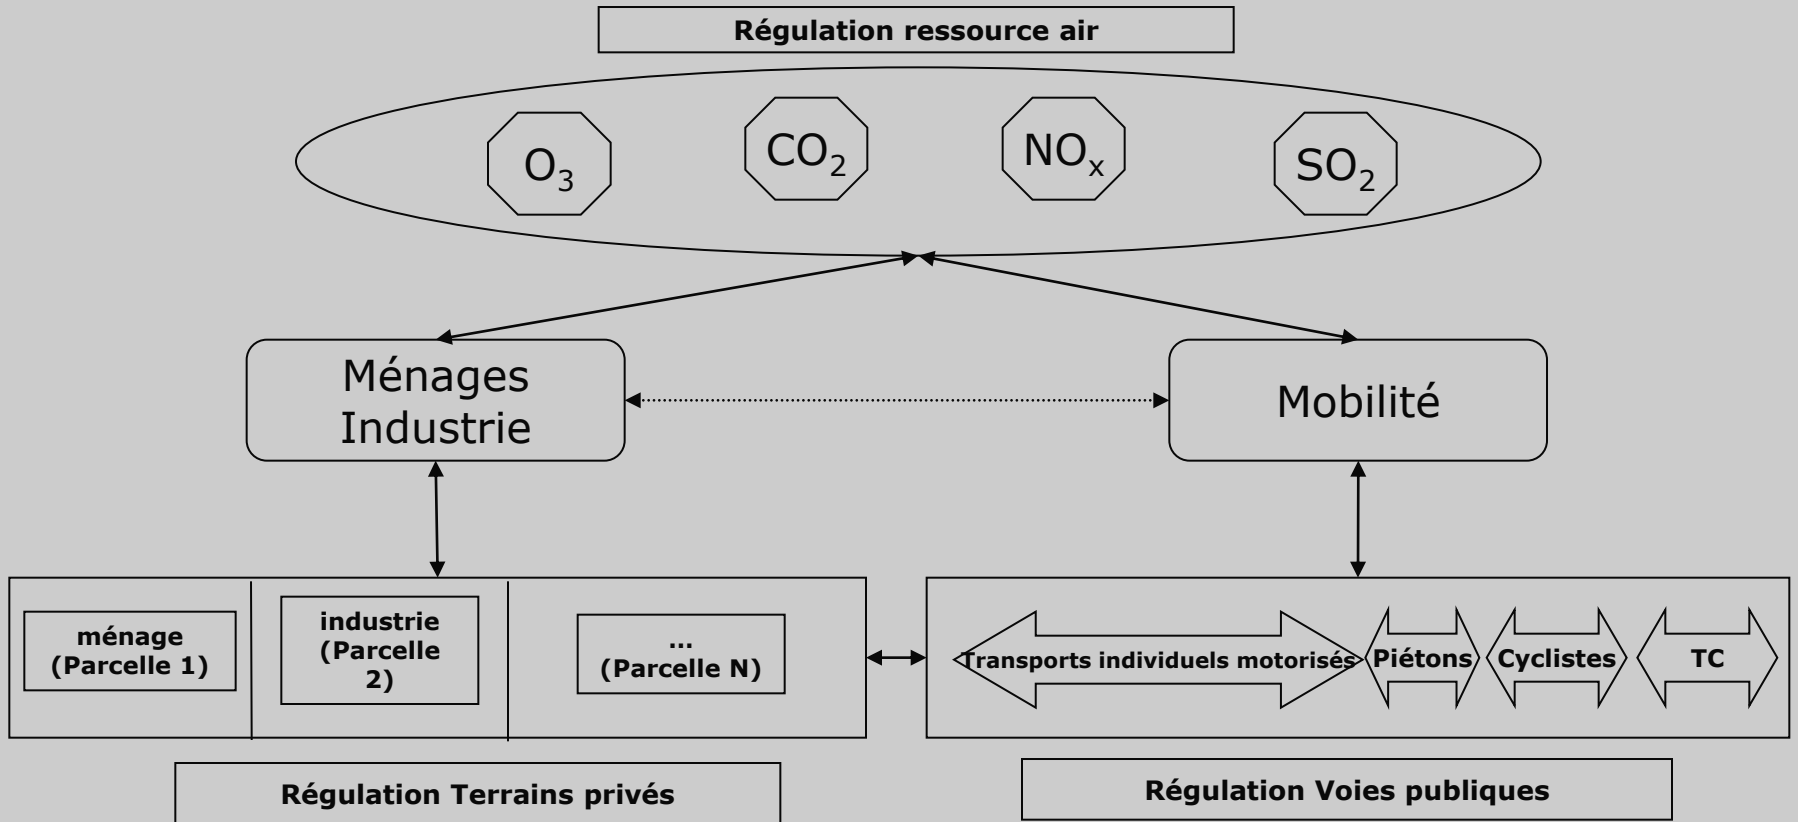 Régulation ressource air
O₃
CO₂
NOₓ
SO₂
Ménages
Industrie
Mobilité
ménage
(Parcelle 1)
industrie
(Parcelle
2)
...
(Parcelle N)
Transports individuels motorisés
Piétons
Cyclistes
TC
Régulation Terrains privés
Régulation Voies publiques